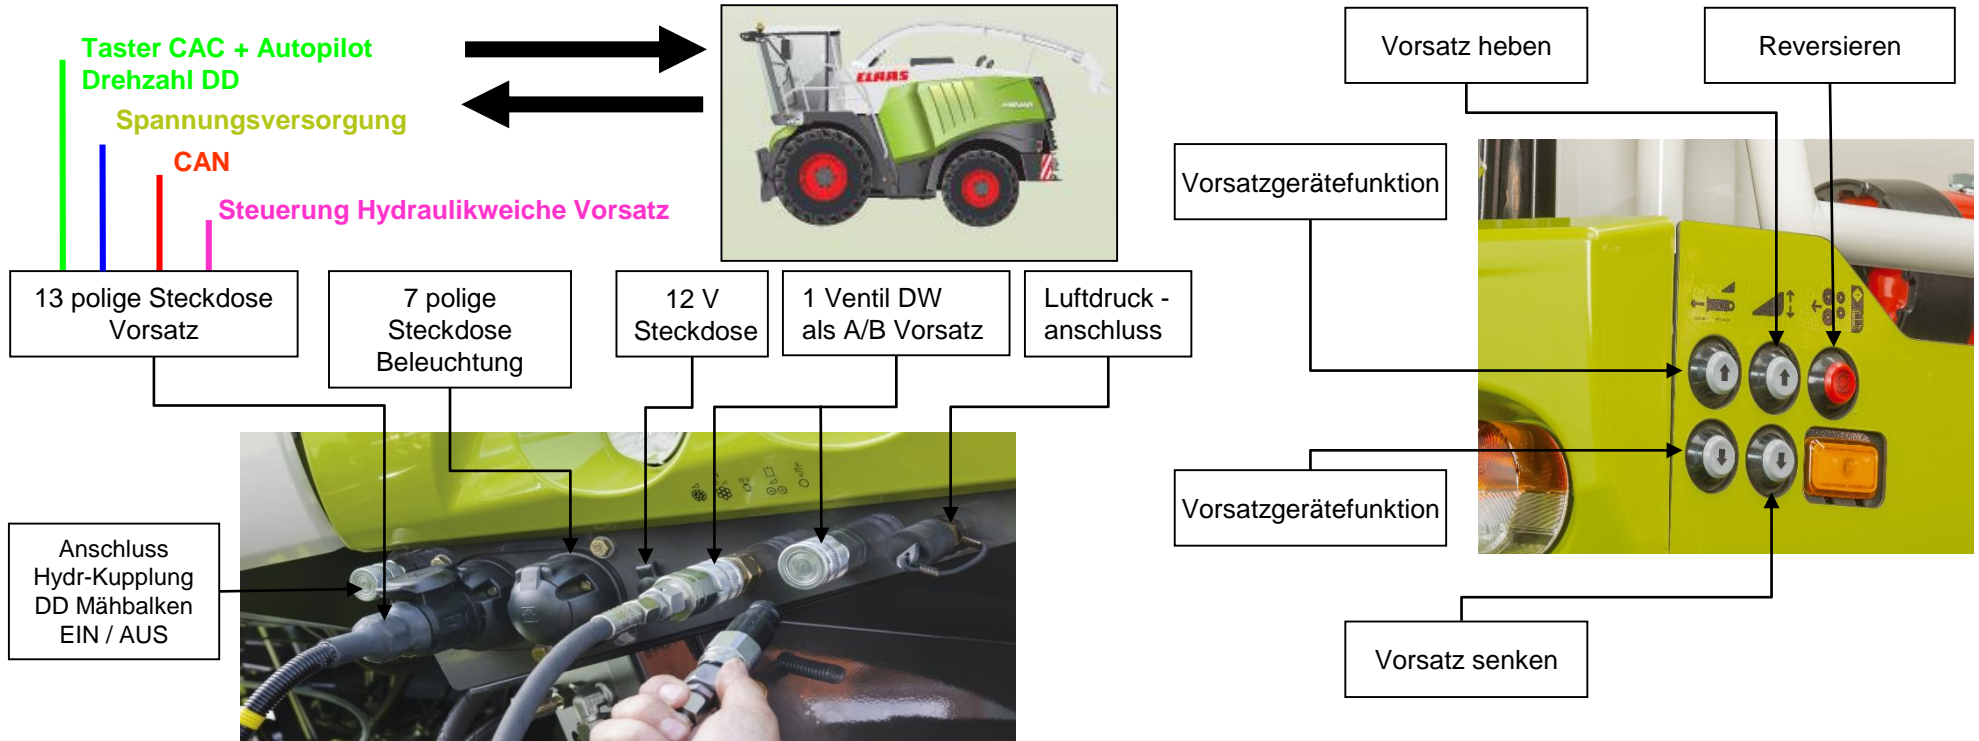 Taster CAC + Autopilot
Drehzahl DD
Spannungsversorgung
CAN
Steuerung Hydraulikweiche Vorsatz
CLAAS
13 polige Steckdose
Vorsatz
7 polige
Steckdose
Beleuchtung
12 V
Steckdose
1 Ventil DW
als A/B Vorsatz
Luftdruck -
anschluss
Anschluss
Hydr-Kupplung
DD Mähbalken
EIN / AUS
Vorsatz heben
Reversieren
Vorsatzgerätefunktion
Vorsatzgerätefunktion
Vorsatz senken